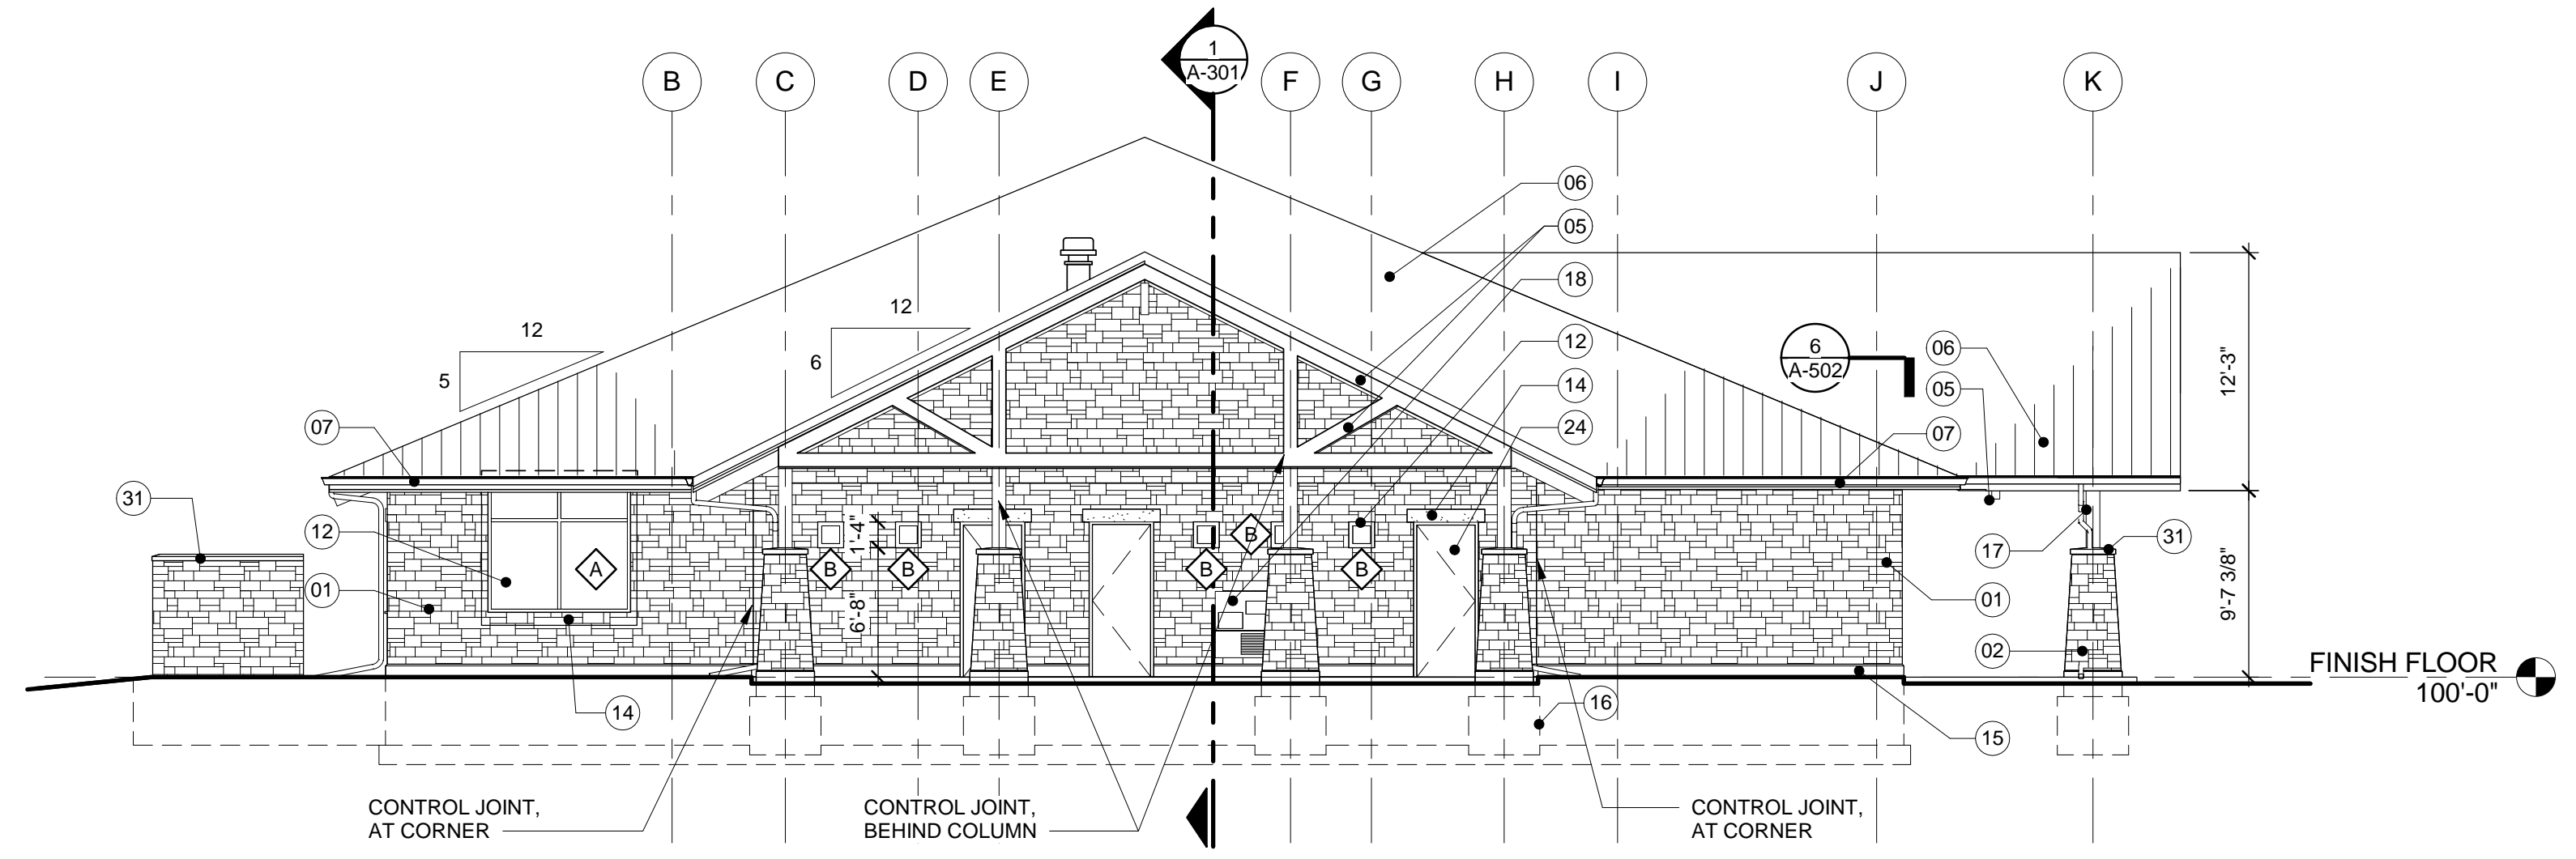 1
A-301
B
C
D
E
F
G
H
I
J
K
06
05
18
12
14
24
12
5
12
6
6
A-502
06
05
07
12'-3"
07
31
12
01
A
B
B
B
B
B
1'-4"
6'-8"
17
31
01
02
9'-7 3/8"
FINISH FLOOR
100'-0"
14
16
15
CONTROL JOINT,
AT CORNER
CONTROL JOINT,
BEHIND COLUMN
CONTROL JOINT,
AT CORNER